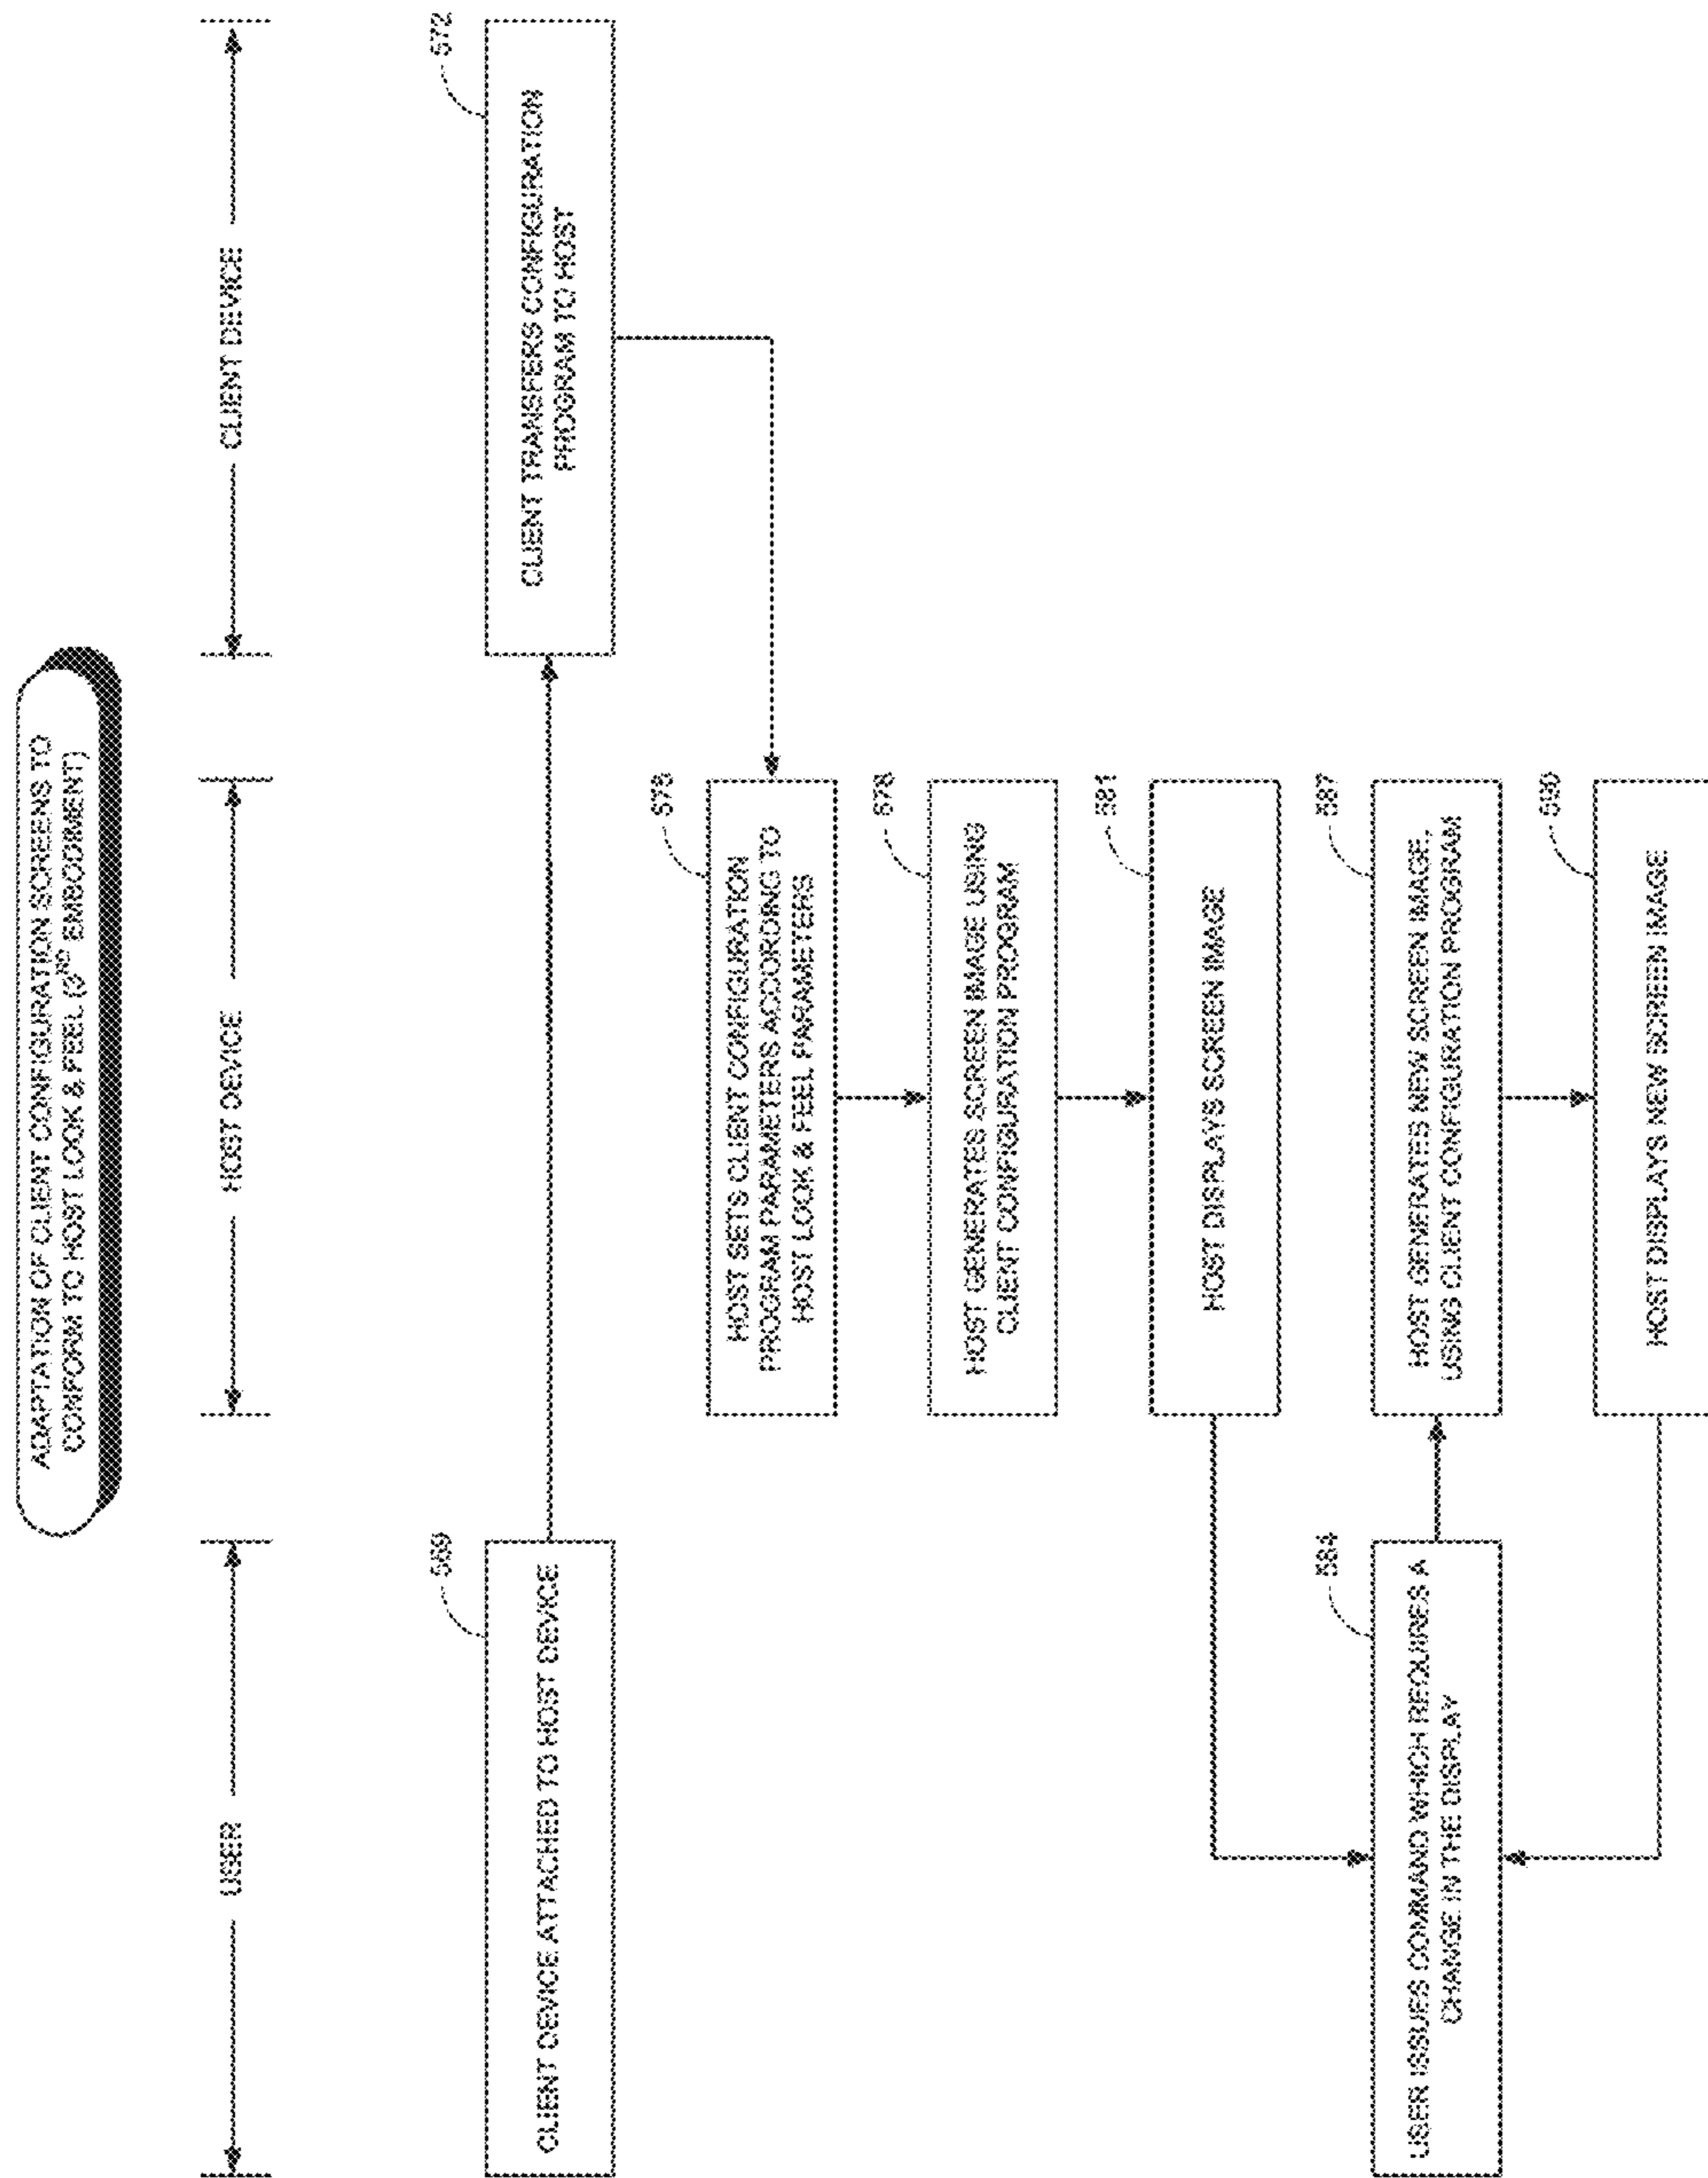 ADAPTATION OF CLIENT CONFIGURATION SCREENS TO
CONFORM TO HOST LOOK & FEEL (3RD EMBODIMENT)
USER
HOST DEVICE
CLIENT DEVICE
569
CLIENT DEVICE ATTACHED TO HOST DEVICE
572
CLIENT TRANSFERS CONFIGURATION
PROGRAM TO HOST
575
HOST SETS CLIENT CONFIGURATION
PROGRAM PARAMETERS ACCORDING TO
HOST LOOK & FEEL PARAMETERS
578
HOST GENERATES SCREEN IMAGE USING
CLIENT CONFIGURATION PROGRAM
581
HOST DISPLAYS SCREEN IMAGE
584
USER ISSUES COMMAND WHICH REQUIRES A
CHANGE IN THE DISPLAY
587
HOST GENERATES NEW SCREEN IMAGE,
USING CLIENT CONFIGURATION PROGRAM
590
HOST DISPLAYS NEW SCREEN IMAGE